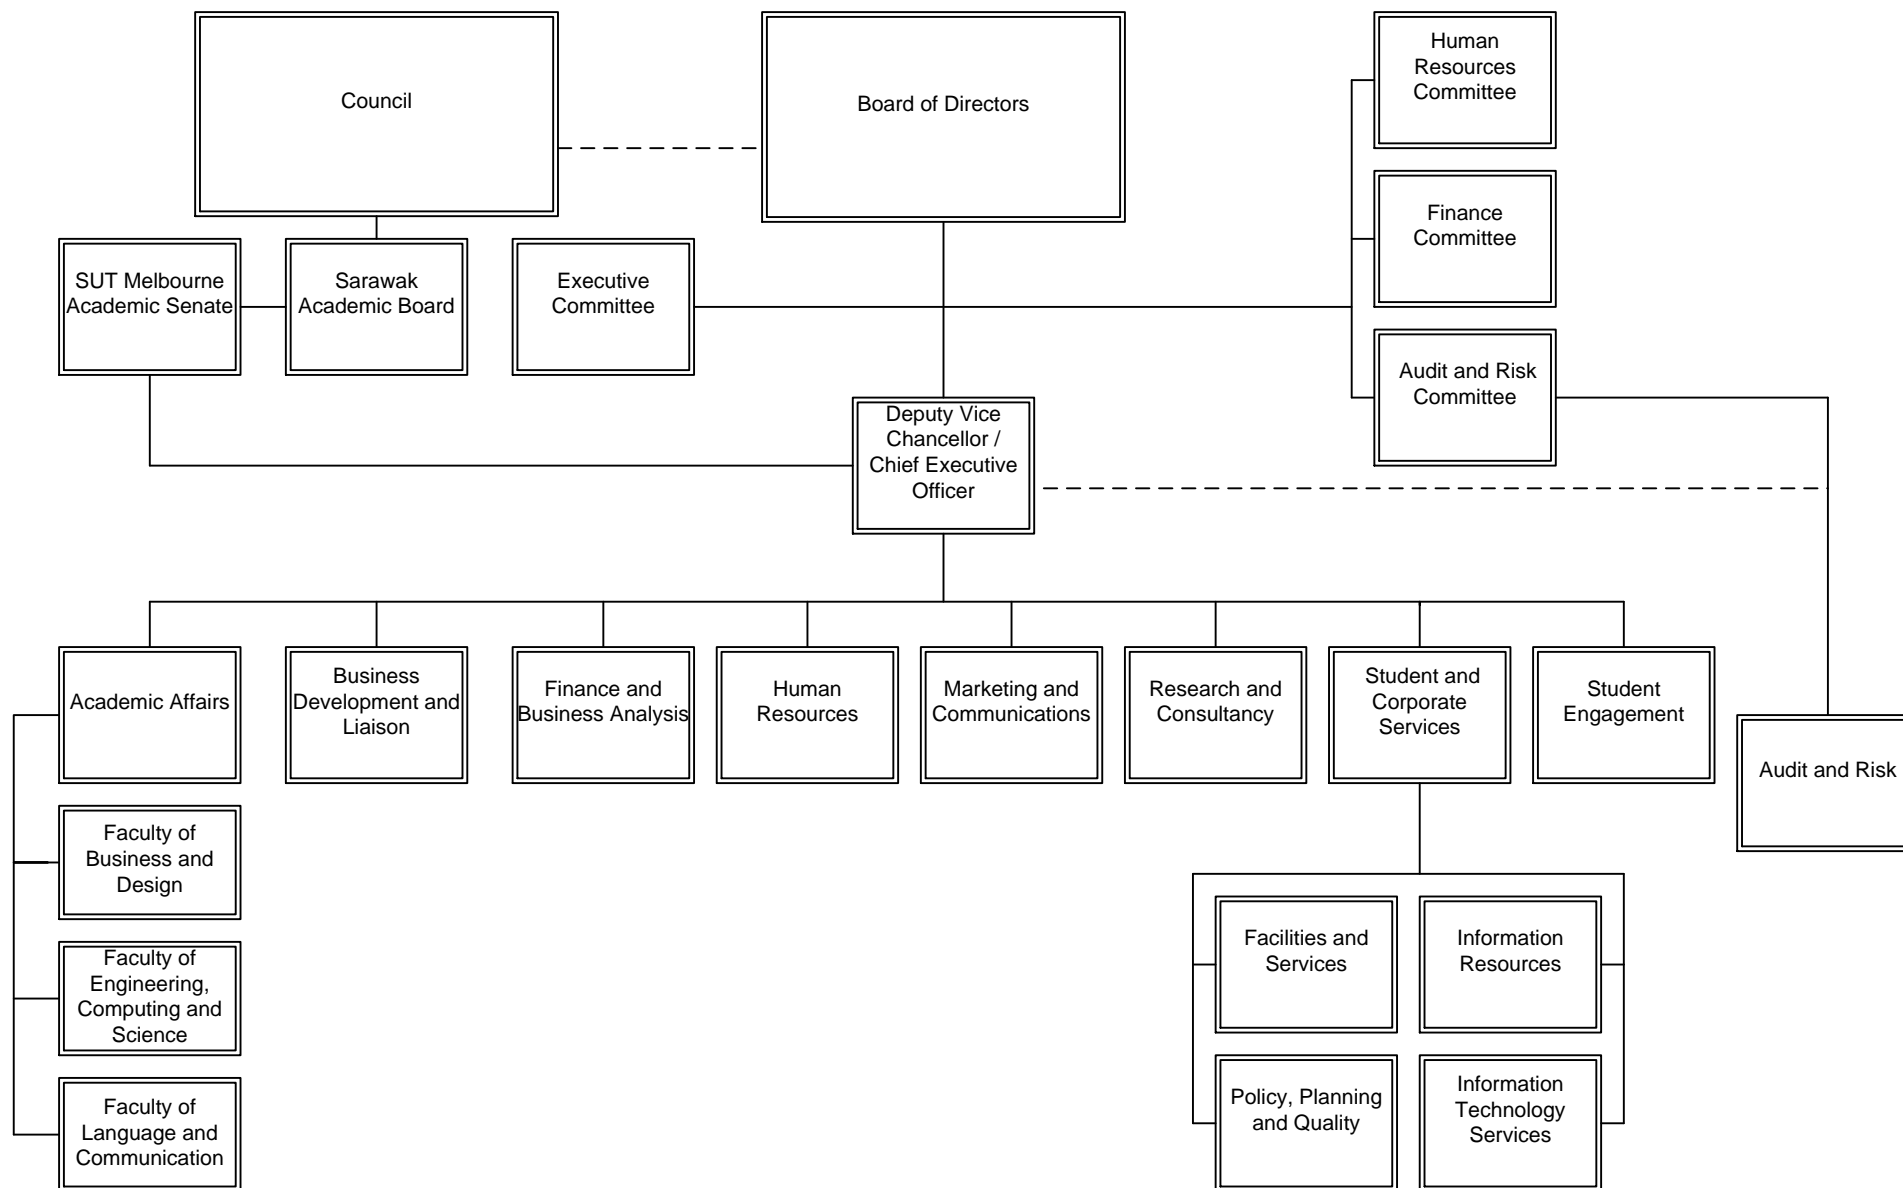 Council
Board of Directors
Human
Resources
Committee
Finance
Committee
SUT Melbourne
Academic Senate
Sarawak
Academic Board
Executive
Committee
Audit and Risk
Committee
Deputy Vice
Chancellor /
Chief Executive
Officer
Academic Affairs
Business
Development and
Liaison
Finance and
Business Analysis
Human
Resources
Marketing and
Communications
Research and
Consultancy
Student and
Corporate
Services
Student
Engagement
Audit and Risk
Faculty of
Business and
Design
Faculty of
Engineering,
Computing and
Science
Faculty of
Language and
Communication
Facilities and
Services
Information
Resources
Policy, Planning
and Quality
Information
Technology
Services